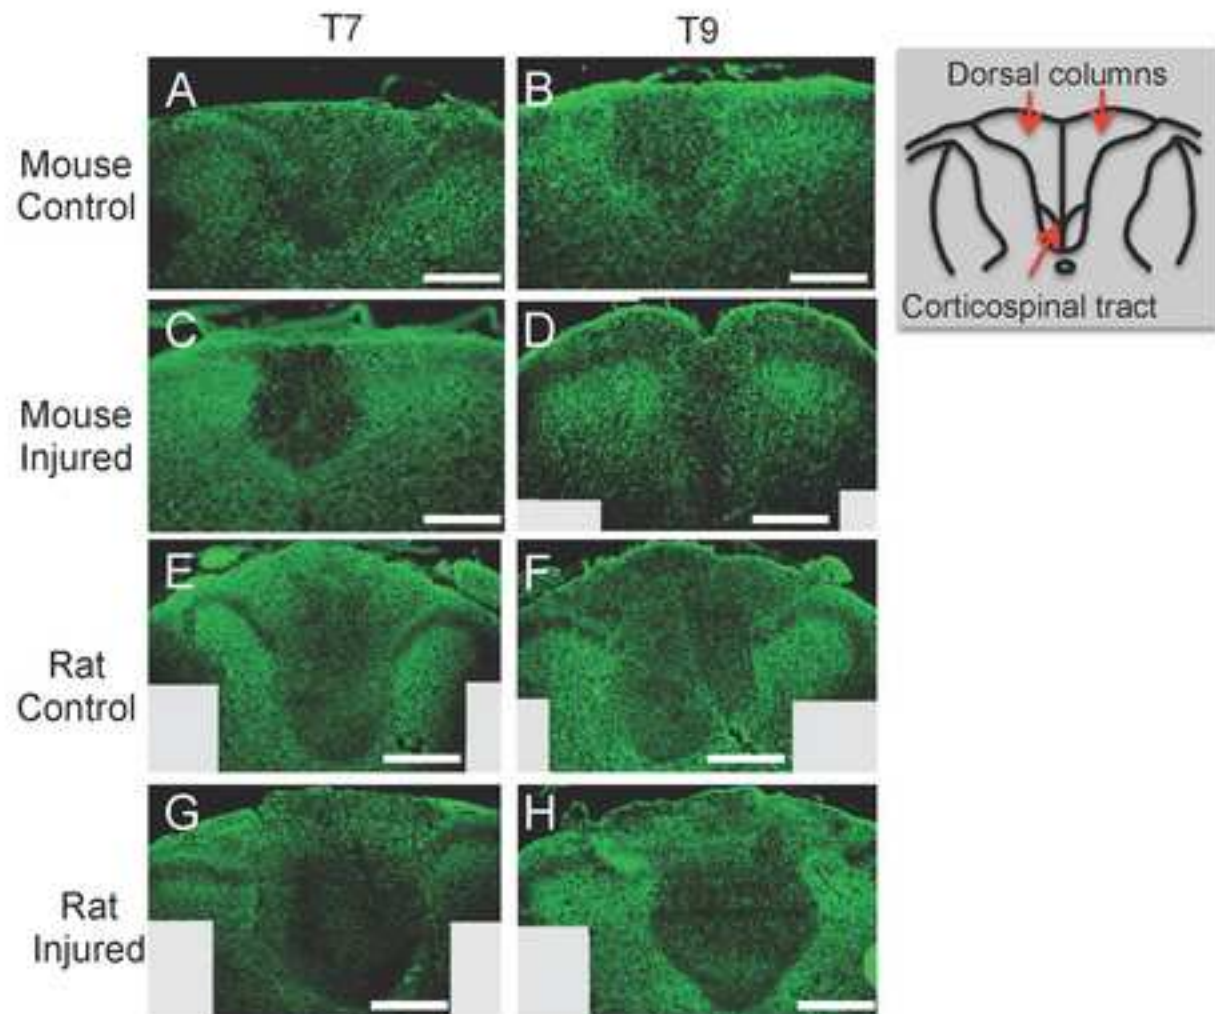 T7
T9
A
B
Dorsal columns
Mouse
Control
Corticospinal tract
C
D
Mouse
Injured
E
F
Rat
Control
G
H
Rat
Injured